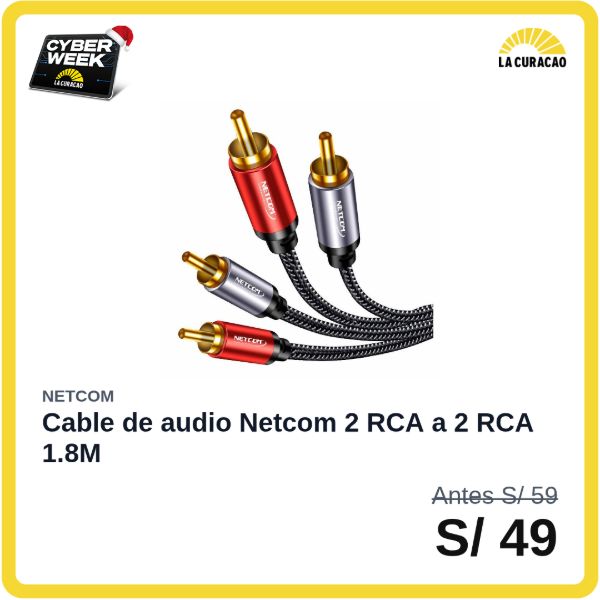 CYBER
WEEK
LA CURACAO
LA CURACAO
NETCOM
NETCOM
NETCOM
NETCOM
NETCOM
Cable de audio Netcom 2 RCA a 2 RCA
1.8M
Antes S/ 59
S/ 49